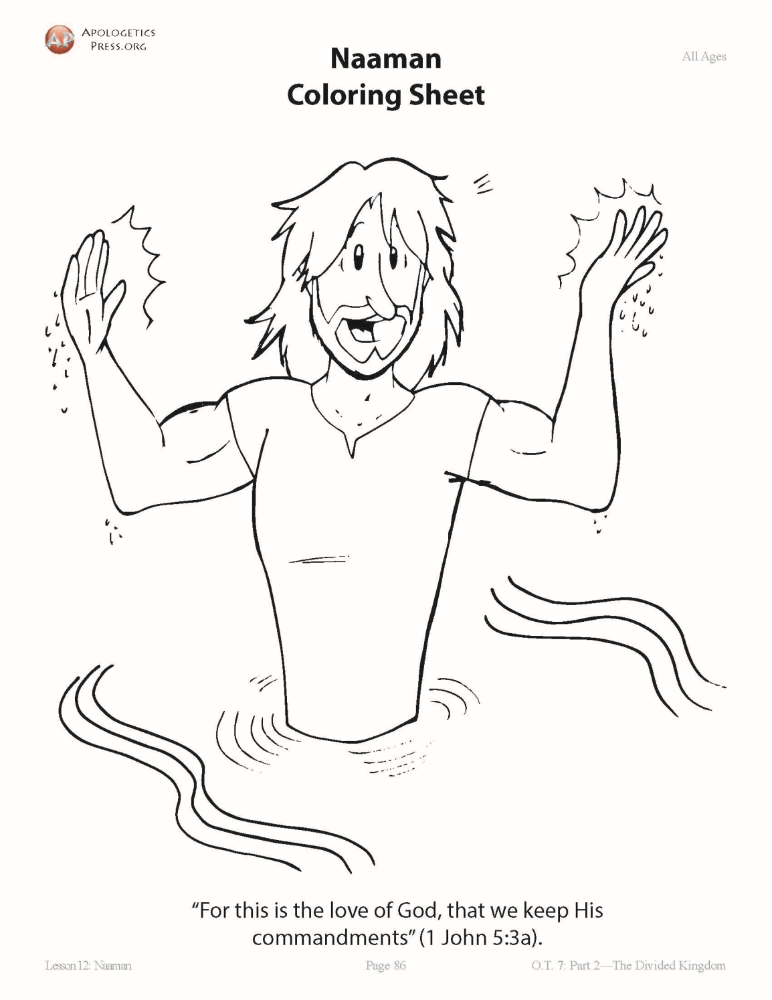 AP
APOLOGETICS
PRESS.ORG
Naaman
All Ages
Coloring Sheet
“For this is the love of God, that we keep His
commandments” (1 John 5:3a).
Lesson 12: Naaman
Page 86
O.T. 7: Part 2—The Divided Kingdom